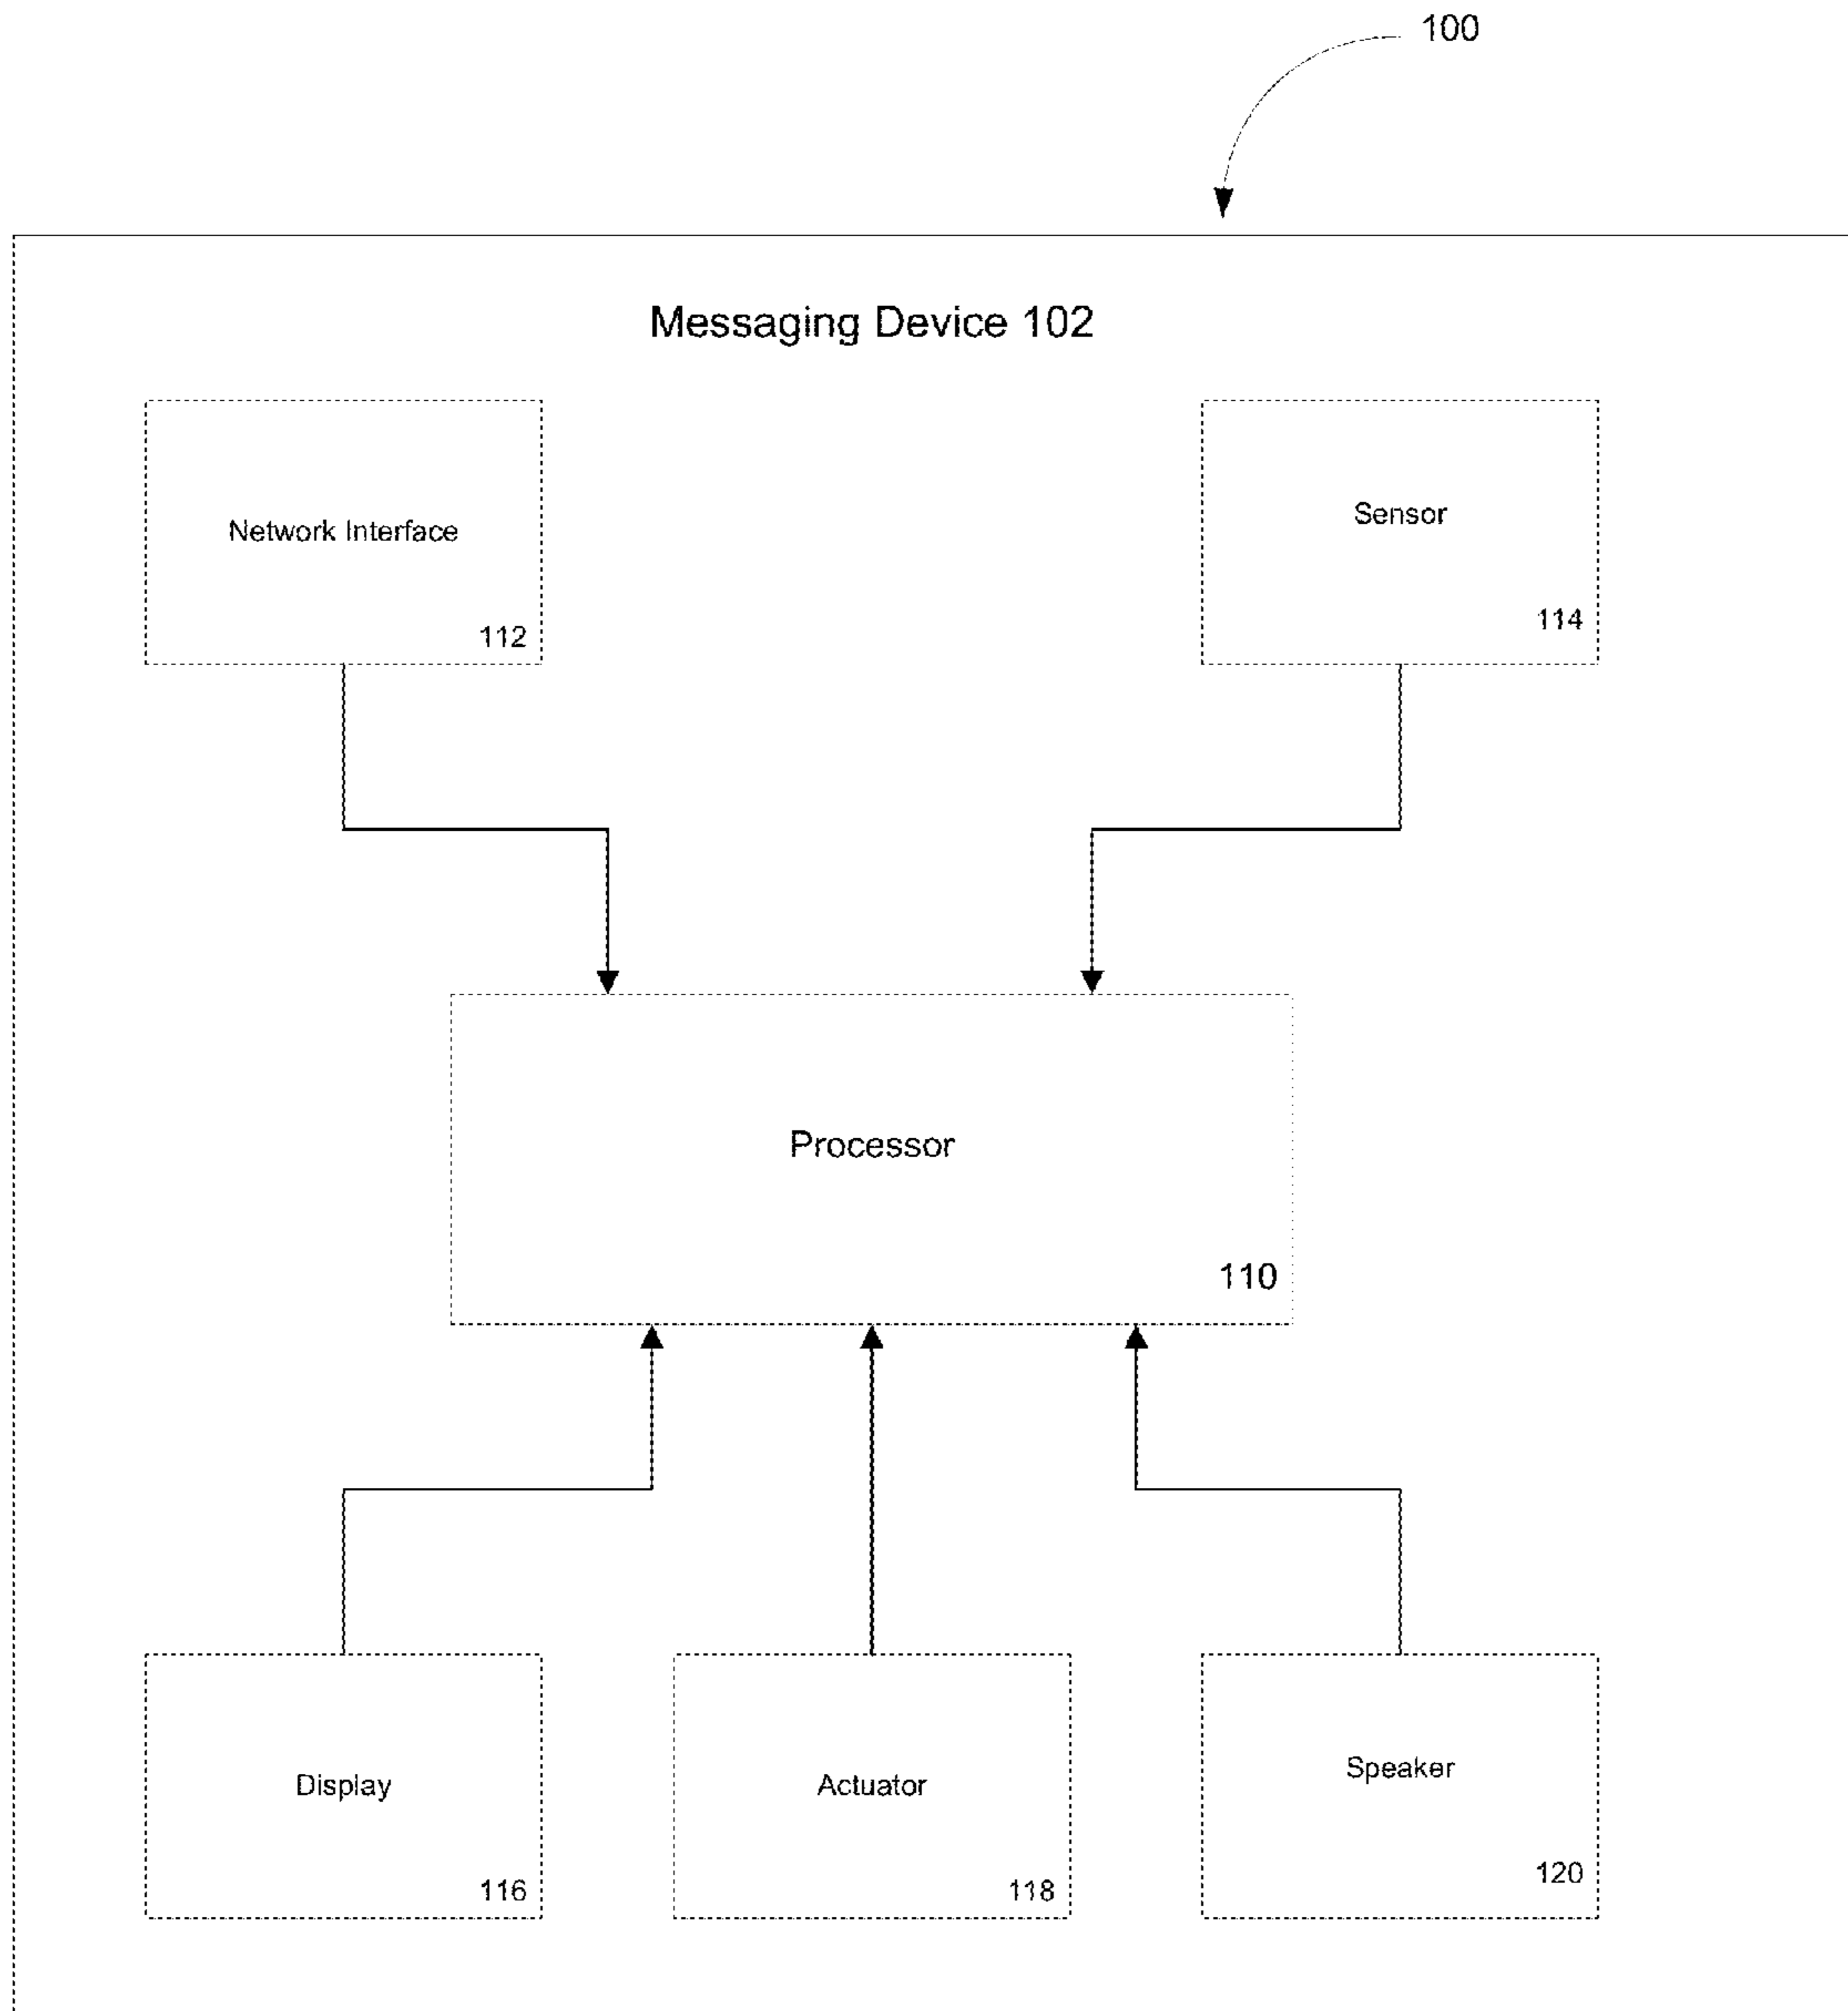 100
Messaging Device 102
Network Interface
112
Sensor
114
Processor
110
Display
116
Actuator
118
Speaker
120